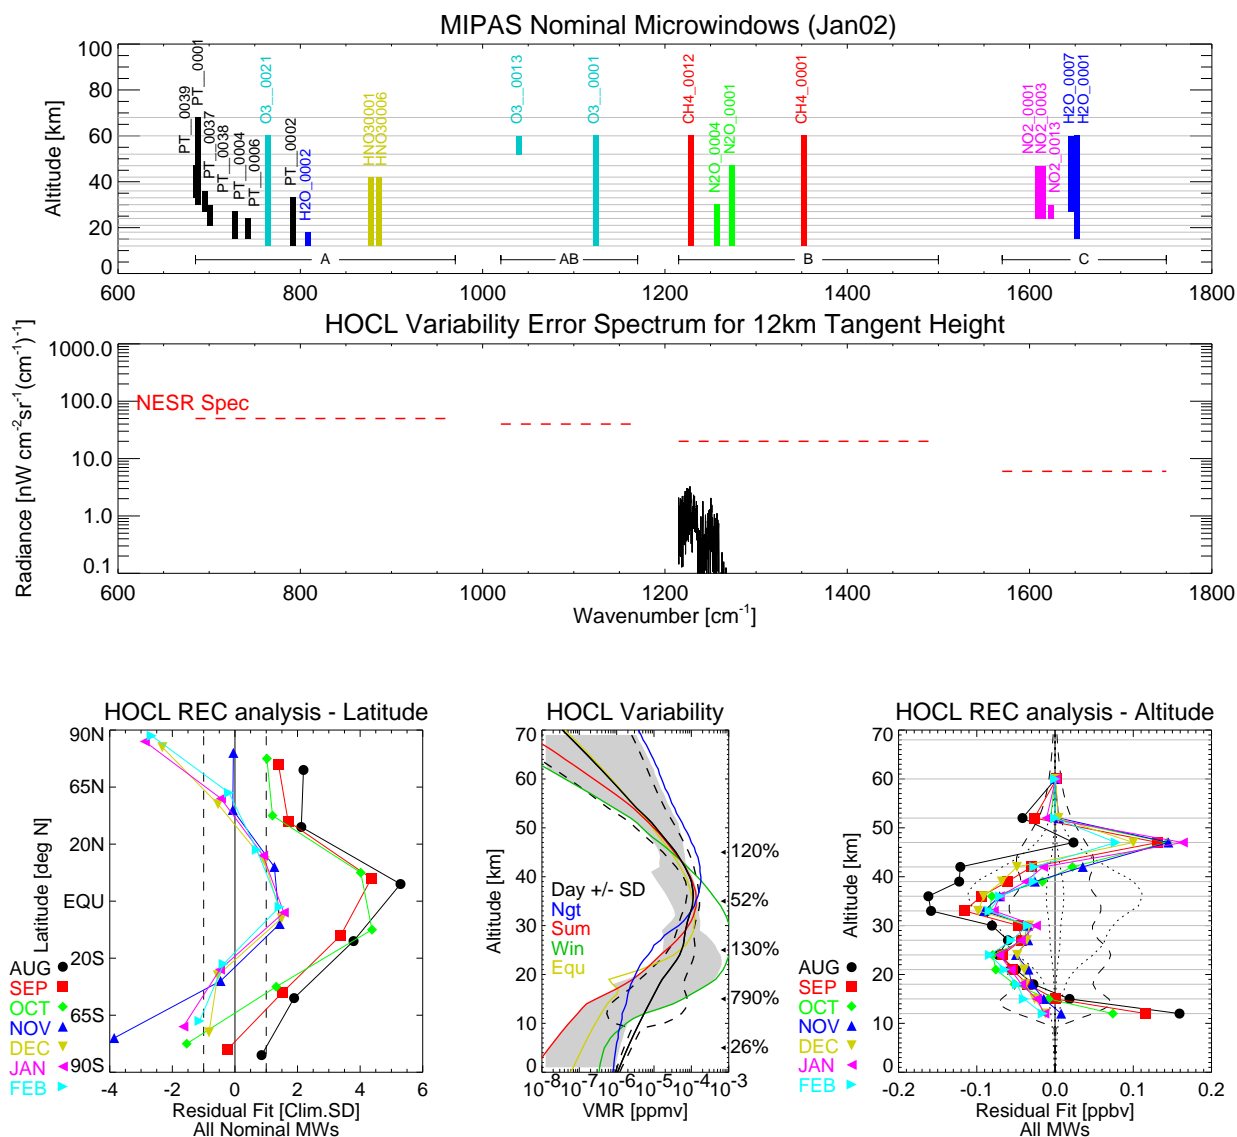 MIPAS Nominal Microwindows (Jan02)
Altitude [km]
100
80
60
40
20
0
PT__0039
PT__0001
PT__0037
PT__0038
PT__0004
PT__0006
O3__0021
PT__0002
H2O_0002
HNO30001
HNO30006
O3__0013
O3__0001
CH4_0012
N2O_0004
N2O_0001
CH4_0001
NO2_0001
NO2_0003
NO2_0013
H2O_0007
H2O_0001
A
AB
B
C
600 800 1000 1200 1400 1600 1800
HOCL Variability Error Spectrum for 12km Tangent Height
Radiance [nW cm-2sr-1(cm-1)-1]
1000.0
100.0
10.0
1.0
0.1
NESR Spec
600 800 1000 1200 1400 1600 1800
Wavenumber [cm-1]
HOCL REC analysis - Latitude
Latitude [deg N]
90N
65N
20N
EQU
20S
65S
90S
AUG
SEP
OCT
NOV
DEC
JAN
FEB
-4 -2 0 2 4 6
Residual Fit [Clim.SD]
All Nominal MWs
HOCL Variability
Altitude [km]
70
60
50
40
30
20
10
0
Day +/- SD
Ngt
Sum
Win
Equ
120%
52%
130%
790%
26%
10-8 10-7 10-6 10-5 10-4 10-3
VMR [ppmv]
HOCL REC analysis - Altitude
Altitude [km]
70
60
50
40
30
20
10
0
AUG
SEP
OCT
NOV
DEC
JAN
FEB
-0.2 -0.1 0.0 0.1 0.2
Residual Fit [ppbv]
All MWs